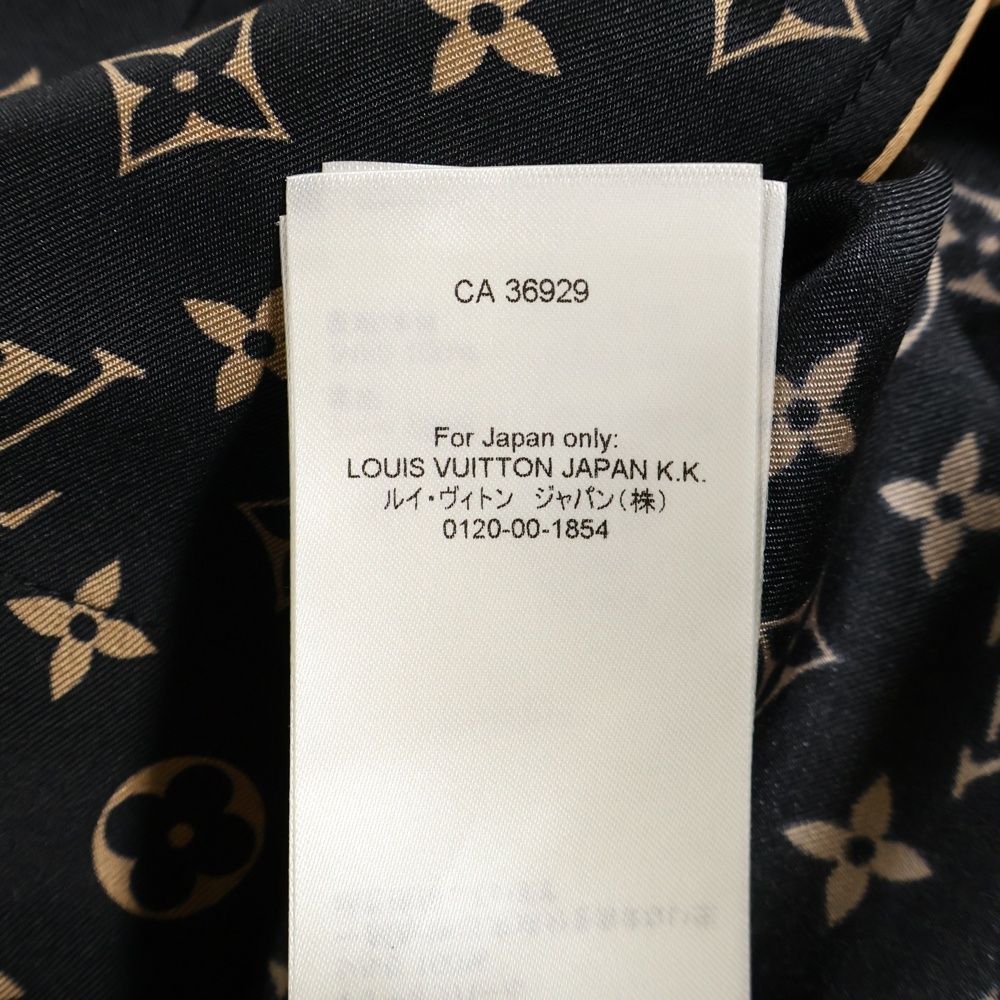 CA 36929
For Japan only:
LOUIS VUITTON JAPAN K.K.
ルイ・ヴィトン　ジャパン(株)
0120-00-1854